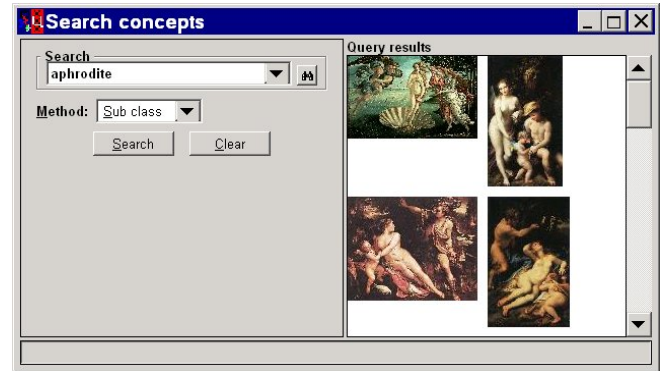 Search concepts
Search
aphrodite
Method: Sub class
Search Clear
Query results